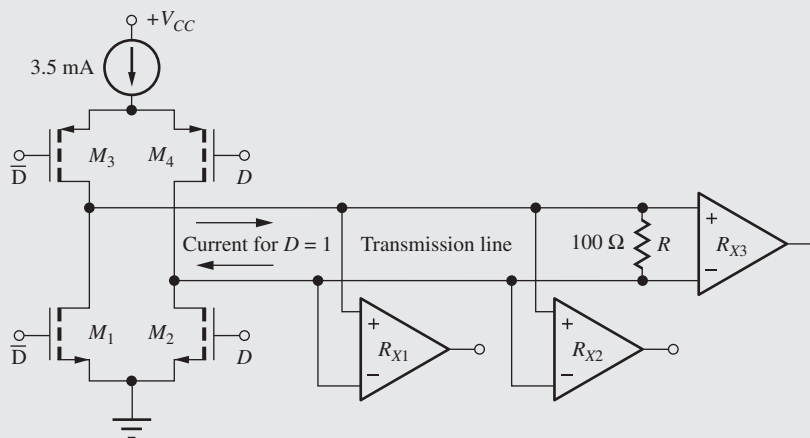 +V_CC
3.5 mA
M_3 M_4
D̅ D
Current for D = 1 Transmission line 100 Ω R R_X3
+
−
M_1 M_2
D̅ D
+ R_X1 −
+ R_X2 −